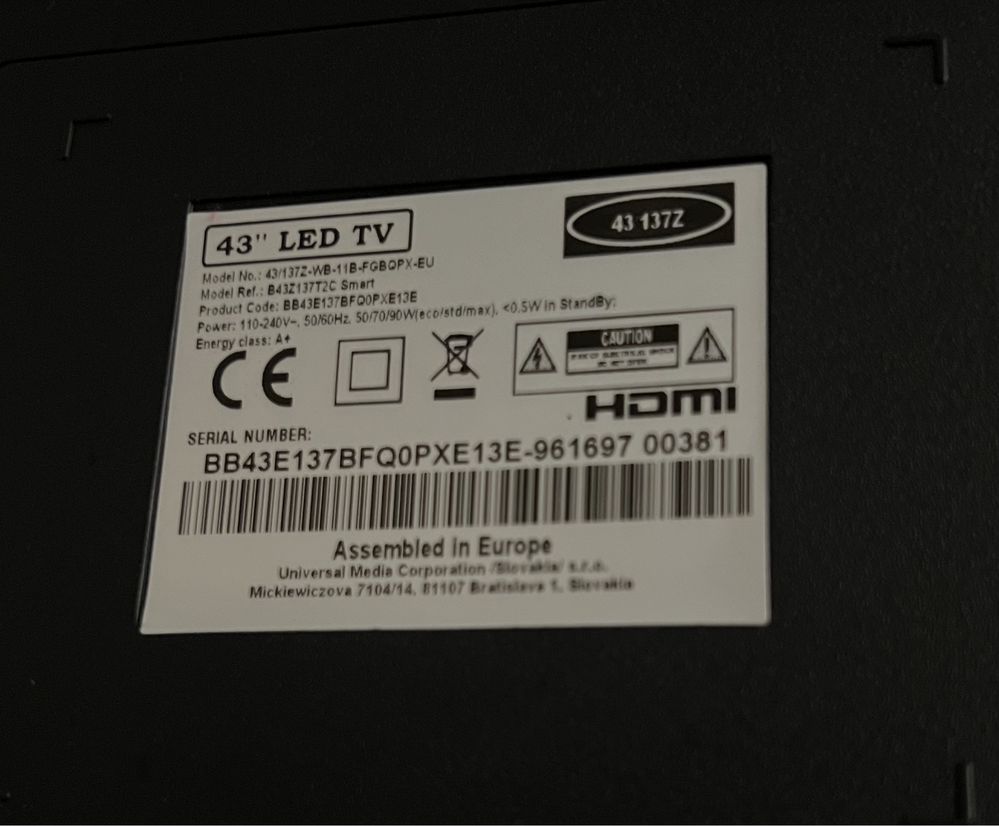 43" LED TV
43 137Z
Model No.: 43/137Z-WB-11B-FGBQPX-EU
Model Ref.: B43Z137T2C Smart
Product Code: BB43E137BFQ0PXE13E
Power: 110-240V~, 50/60Hz, 50/70/90W(eco/std/max), <0.5W in StandBy;
Energy class: A+
CE
CAUTION
HDMI
SERIAL NUMBER:
BB43E137BFQ0PXE13E-961697 00381
Assembled in Europe
Universal Media Corporation /Slovakia/ s.r.o.
Mickiewiczova 7104/14, 81107 Bratislava 1, Slovakia